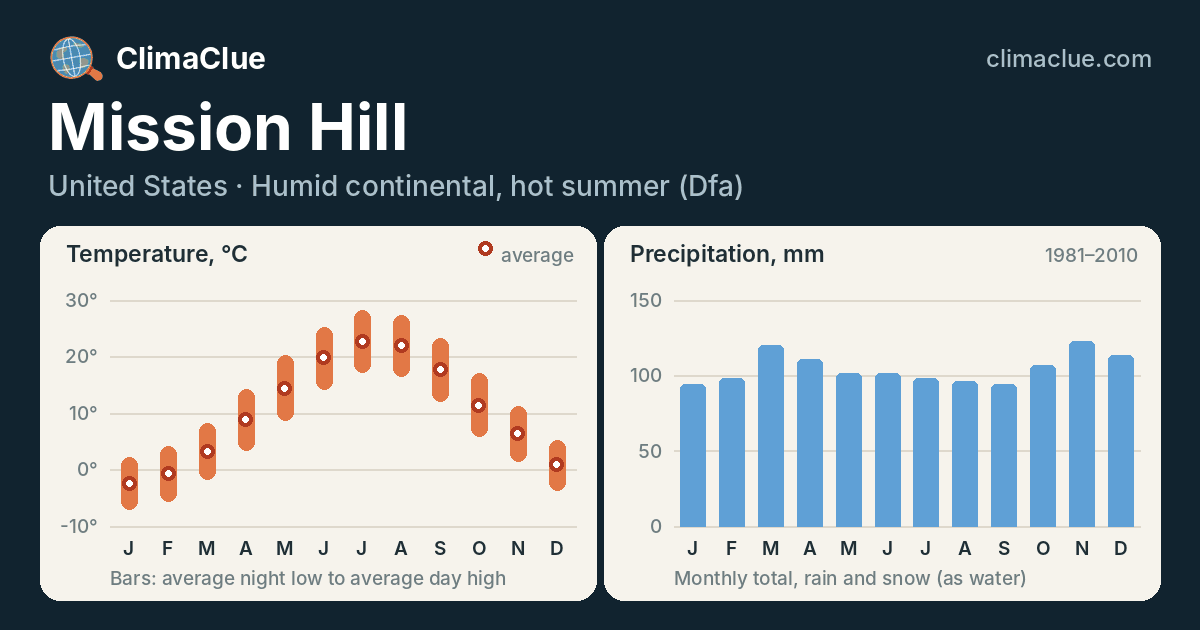 ClimaClue
climaclue.com
Mission Hill
United States · Humid continental, hot summer (Dfa)
Temperature, °C
average
30°
20°
10°
0°
-10°
J F M A M J J A S O N D
Bars: average night low to average day high
Precipitation, mm
1981–2010
150
100
50
0
J F M A M J J A S O N D
Monthly total, rain and snow (as water)